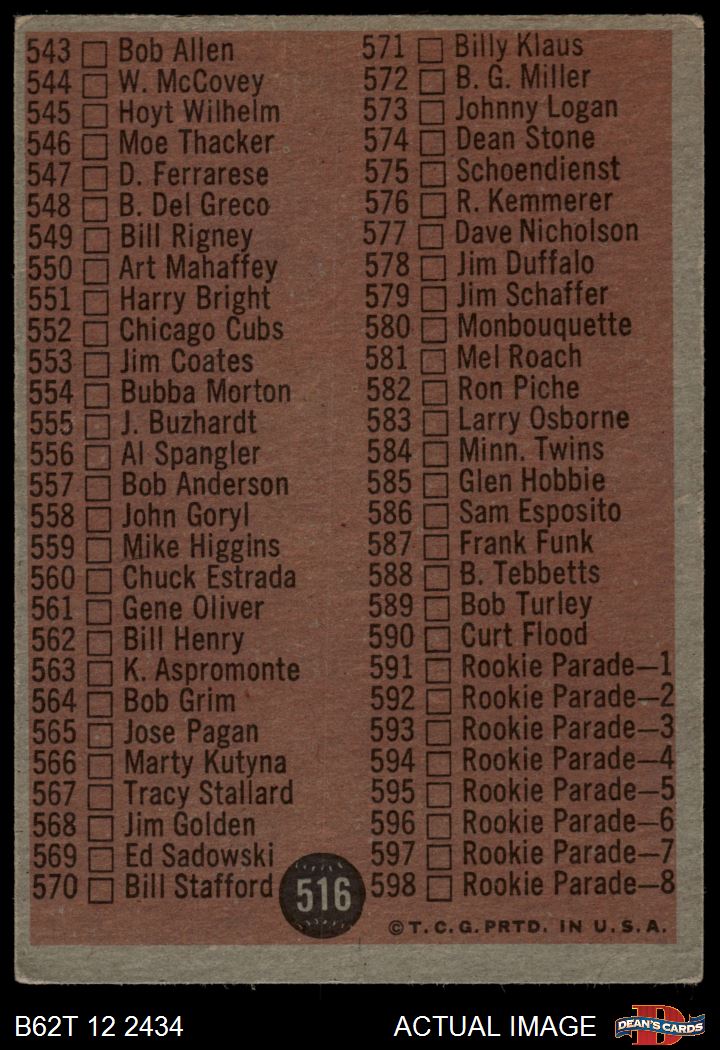 543 Bob Allen
544 W. McCovey
545 Hoyt Wilhelm
546 Moe Thacker
547 D. Ferrarese
548 B. Del Greco
549 Bill Rigney
550 Art Mahaffey
551 Harry Bright
552 Chicago Cubs
553 Jim Coates
554 Bubba Morton
555 J. Buzhardt
556 Al Spangler
557 Bob Anderson
558 John Goryl
559 Mike Higgins
560 Chuck Estrada
561 Gene Oliver
562 Bill Henry
563 K. Aspromonte
564 Bob Grim
565 Jose Pagan
566 Marty Kutyna
567 Tracy Stallard
568 Jim Golden
569 Ed Sadowski
570 Bill Stafford
571 Billy Klaus
572 B. G. Miller
573 Johnny Logan
574 Dean Stone
575 Schoendienst
576 R. Kemmerer
577 Dave Nicholson
578 Jim Duffalo
579 Jim Schaffer
580 Monbouquette
581 Mel Roach
582 Ron Piche
583 Larry Osborne
584 Minn. Twins
585 Glen Hobbie
586 Sam Esposito
587 Frank Funk
588 B. Tebbetts
589 Bob Turley
590 Curt Flood
591 Rookie Parade—1
592 Rookie Parade—2
593 Rookie Parade—3
594 Rookie Parade—4
595 Rookie Parade—5
596 Rookie Parade—6
597 Rookie Parade—7
598 Rookie Parade—8
516
© T. C. G. PRTD. IN U. S. A.
B62T 12 2434
ACTUAL IMAGE
DEAN'S CARDS